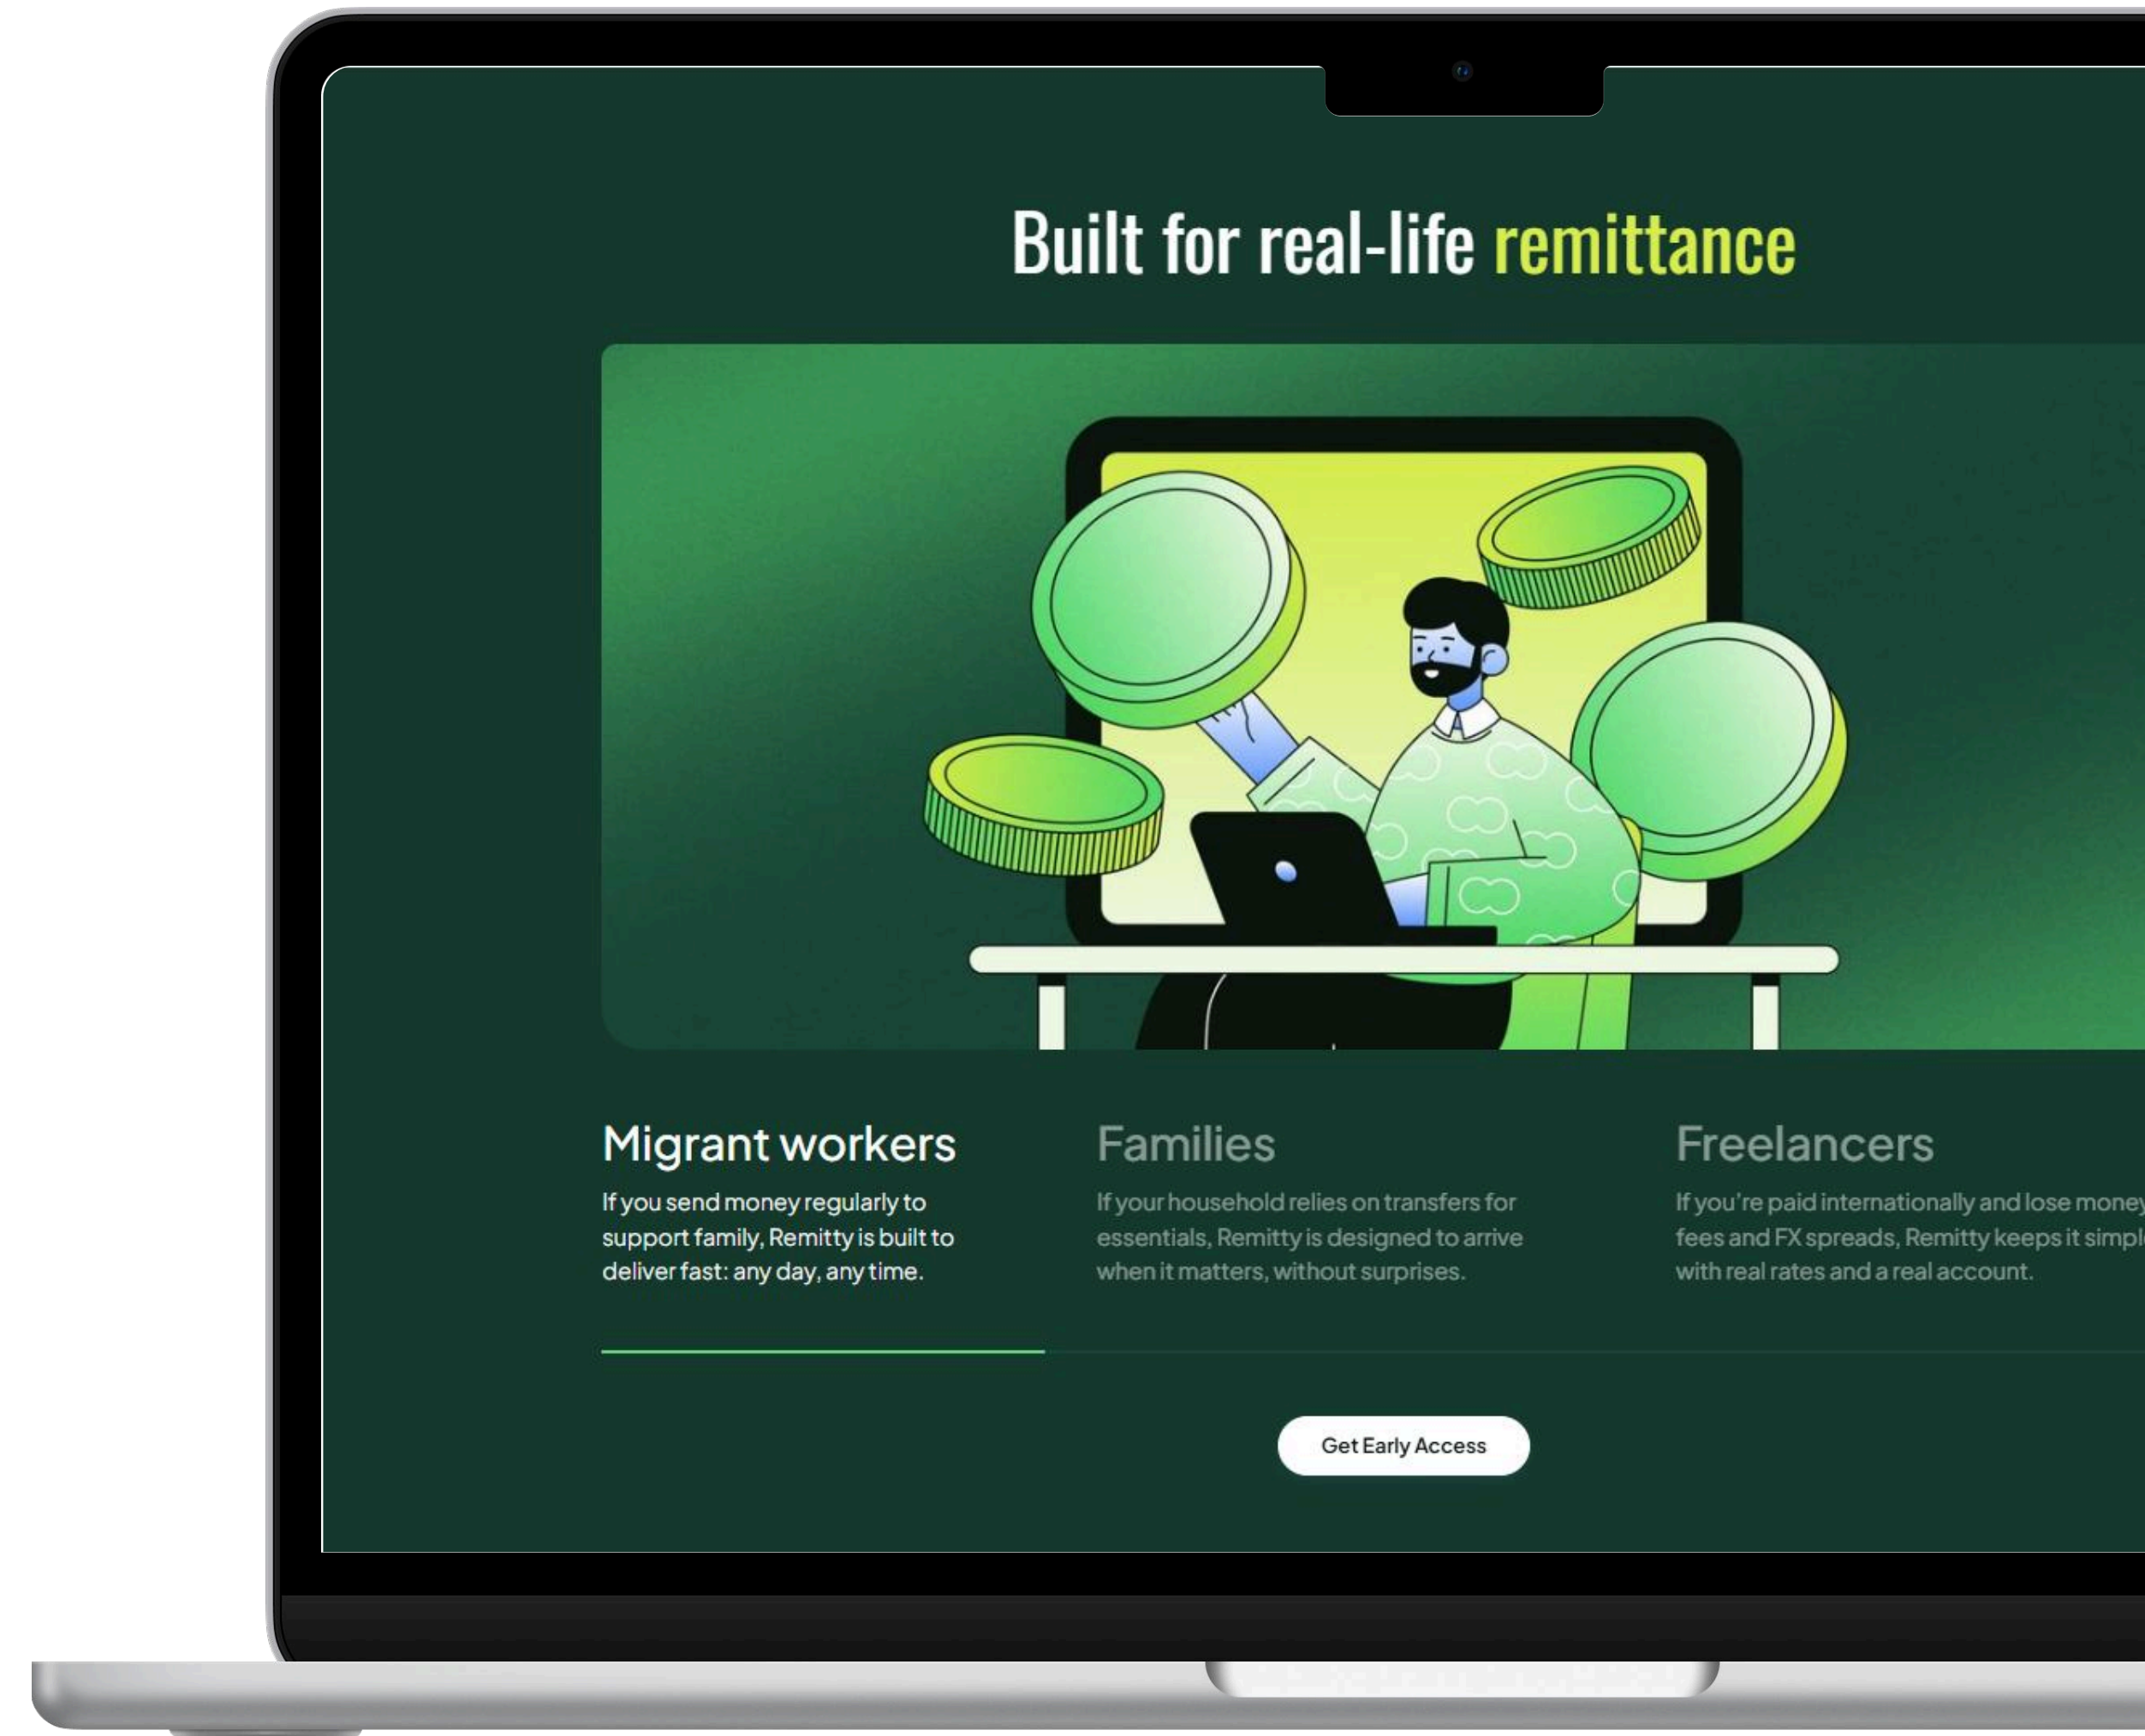 Built for real-life remittance
Migrant workers
If you send money regularly to
support family, Remitty is built to
deliver fast: any day, any time.
Families
If your household relies on transfers for
essentials, Remitty is designed to arrive
when it matters, without surprises.
Freelancers
If you're paid internationally and lose money
fees and FX spreads, Remitty keeps it simple
with real rates and a real account.
Get Early Access